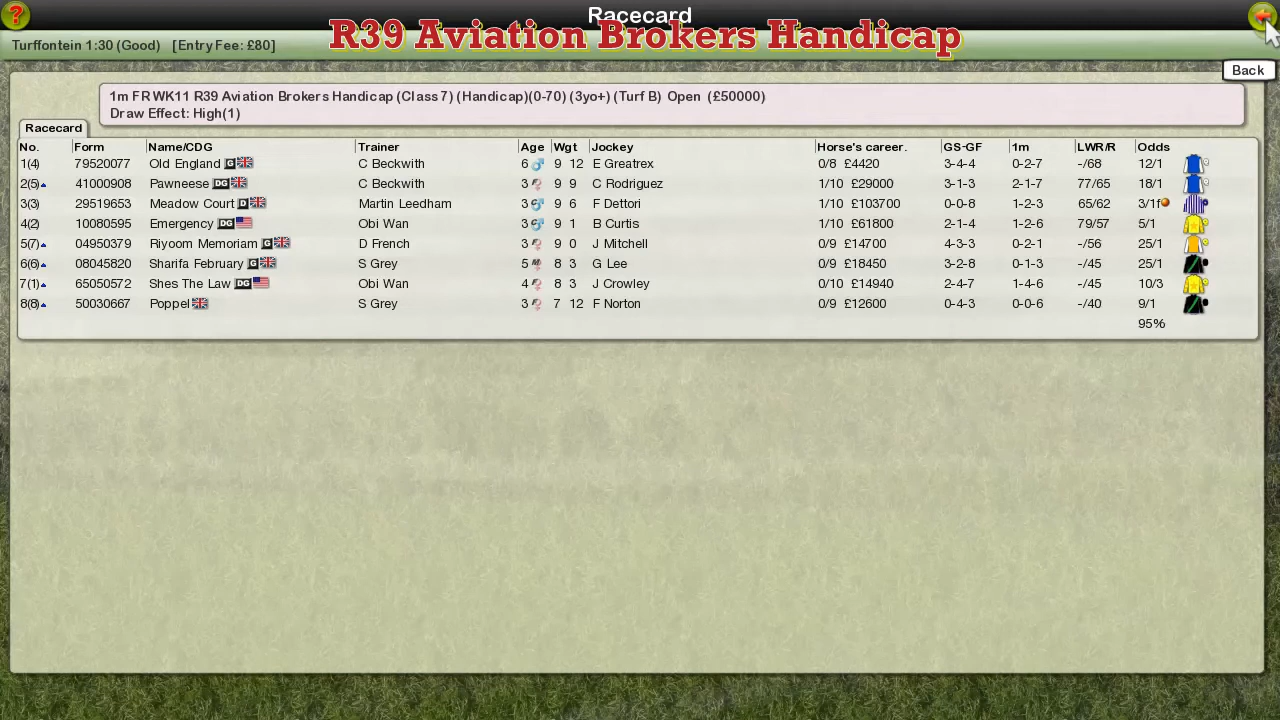 Racecard
R39 Aviation Brokers Handicap
Turffontein 1:30 (Good) [Entry Fee: £80]
Back
1m FR WK11 R39 Aviation Brokers Handicap (Class 7) (Handicap)(0-70) (3yo+) (Turf B) Open (£50000)
Draw Effect: High(1)
Racecard
No. Form Name/CDG Trainer Age Wgt Jockey Horse's career. GS-GF 1m LWR/R Odds
1(4) 79520077 Old England G C Beckwith 6 9 12 E Greatrex 0/8 £4420 3-4-4 0-2-7 -/68 12/1
2(5) 41000908 Pawneese DG C Beckwith 3 9 9 C Rodriguez 1/10 £29000 3-1-3 2-1-7 77/65 18/1
3(3) 29519653 Meadow Court D Martin Leedham 3 9 6 F Dettori 1/10 £103700 0-0-8 1-2-3 65/62 3/1f
4(2) 10080595 Emergency DG Obi Wan 3 9 1 B Curtis 1/10 £61800 2-1-4 1-2-6 79/57 5/1
5(7) 04950379 Riyoom Memoriam G D French 3 9 0 J Mitchell 0/9 £14700 4-3-3 0-2-1 -/56 25/1
6(6) 08045820 Sharifa February G S Grey 5 8 3 G Lee 0/9 £18450 3-2-8 0-1-3 -/45 25/1
7(1) 65050572 Shes The Law DG Obi Wan 4 8 3 J Crowley 0/10 £14940 2-4-7 1-4-6 -/45 10/3
8(8) 50030667 Poppel S Grey 3 7 12 F Norton 0/9 £12600 0-4-3 0-0-6 -/40 9/1
95%